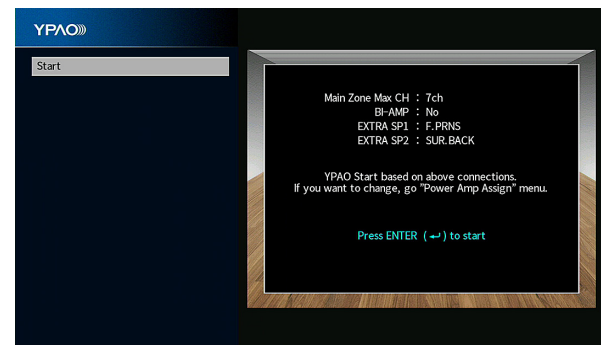 YPAO
Start
Main Zone Max CH : 7ch
BI-AMP : No
EXTRA SP1 : F.PRNS
EXTRA SP2 : SUR.BACK
YPAO Start based on above connections.
If you want to change, go "Power Amp Assign" menu.
Press ENTER (↵) to start